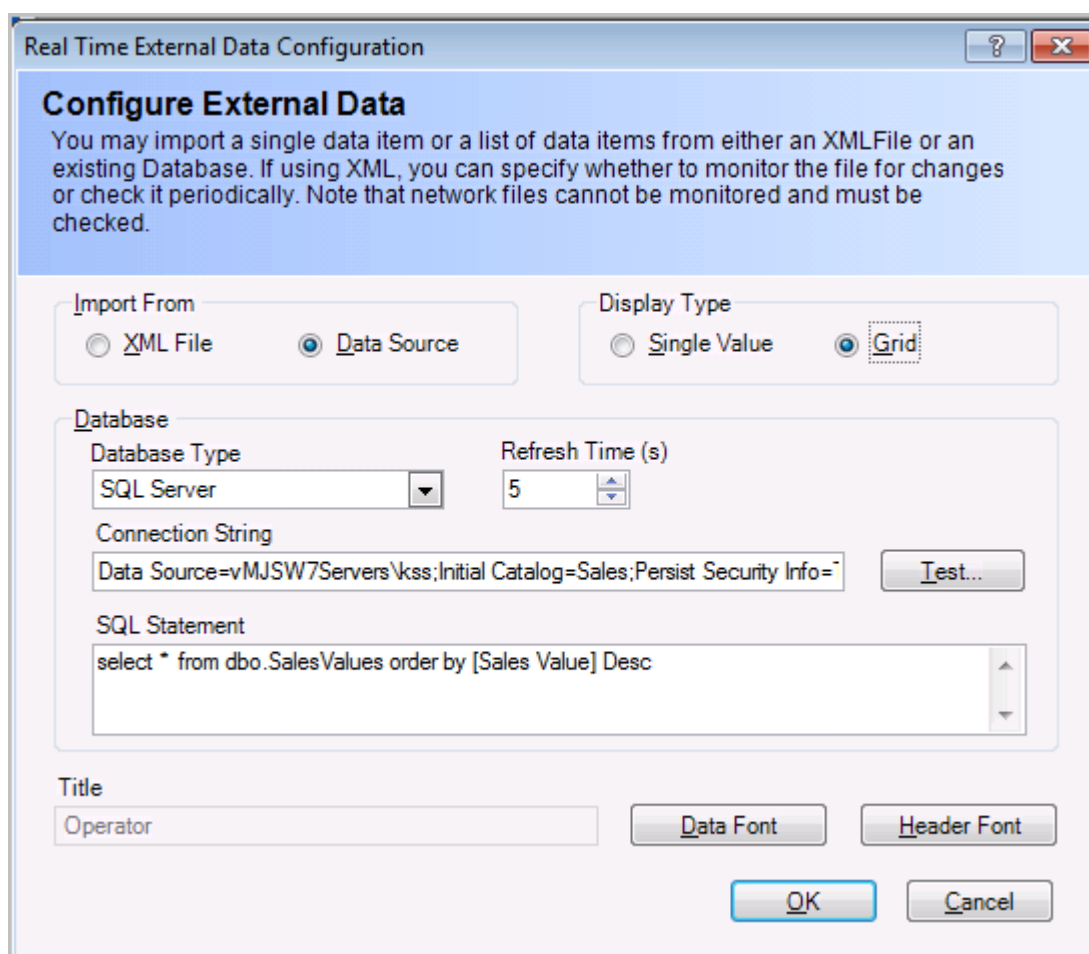 Real Time External Data Configuration
Configure External Data
You may import a single data item or a list of data items from either an XMLFile or an
existing Database. If using XML, you can specify whether to monitor the file for changes
or check it periodically. Note that network files cannot be monitored and must be
checked.
Import From
XML File
Data Source
Display Type
Single Value
Grid
Database
Database Type
Refresh Time (s)
SQL Server
5
Connection String
Data Source=vMJSW7Servers\kss;Initial Catalog=Sales;Persist Security Info=
Test...
SQL Statement
select * from dbo.SalesValues order by [Sales Value] Desc
Title
Operator
Data Font
Header Font
OK
Cancel